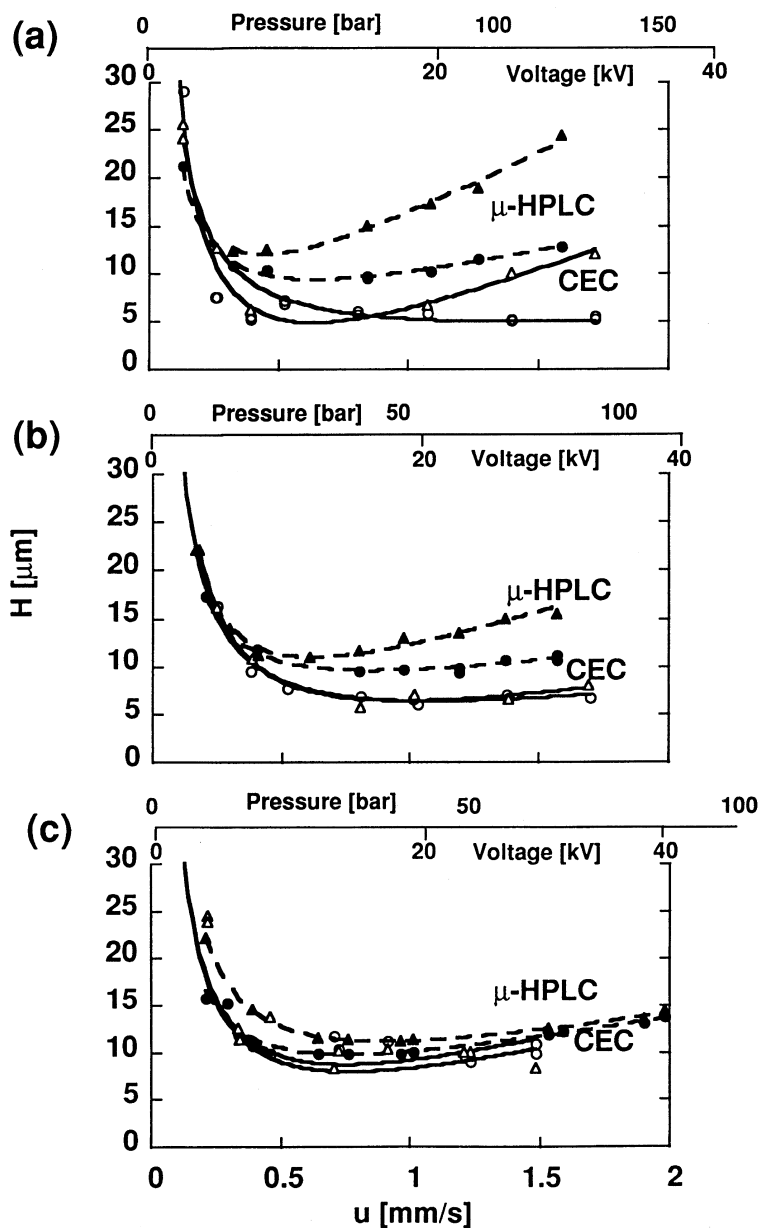 (a)
Pressure [bar] 100 150
0 20 40
Voltage [kV]
30
25
20
15
10
5
0
μ-HPLC
CEC
(b)
0 Pressure [bar] 50 100
0 20 Voltage [kV] 40
30
25
20
15
10
5
0
H [μm]
μ-HPLC
CEC
(c)
0 Pressure [bar] 50 100
0 20 Voltage [kV] 40
30
25
20
15
10
5
0
μ-HPLC
CEC
0 0.5 1 1.5 2
u [mm/s]